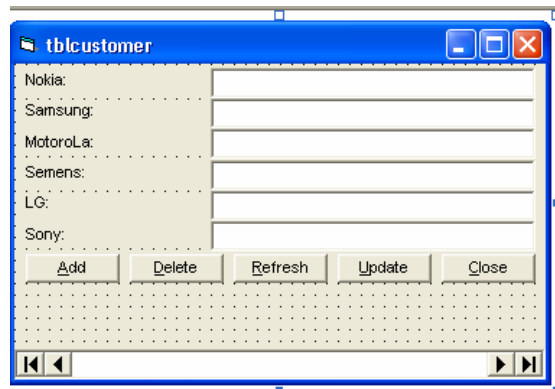 tblcustomer
Nokia:
Samsung:
MotoroLa:
Semens:
LG:
Sony:
Add Delete Refresh Update Close